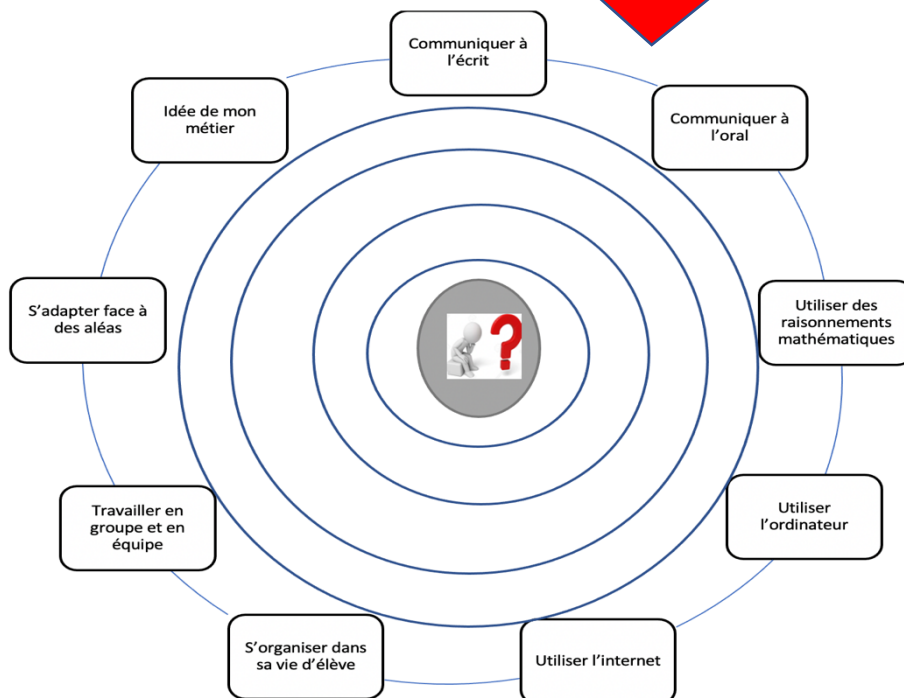 Communiquer à
l'écrit
Idée de mon
métier
Communiquer à
l'oral
S'adapter face à
des aléas
Utiliser des
raisonnements
mathématiques
Travailler en
groupe et en
équipe
Utiliser
l'ordinateur
S'organiser dans
sa vie d'élève
Utiliser l'internet
?